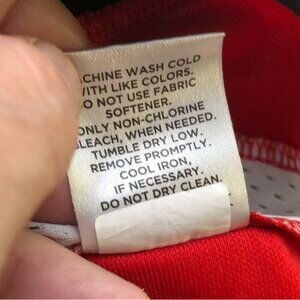 CHINE WASH COLD
WITH LIKE COLORS.
DO NOT USE FABRIC
SOFTENER.
ONLY NON-CHLORINE
BLEACH, WHEN NEEDED.
TUMBLE DRY LOW.
REMOVE PROMPTLY.
COOL IRON,
IF NECESSARY.
DO NOT DRY CLEAN.